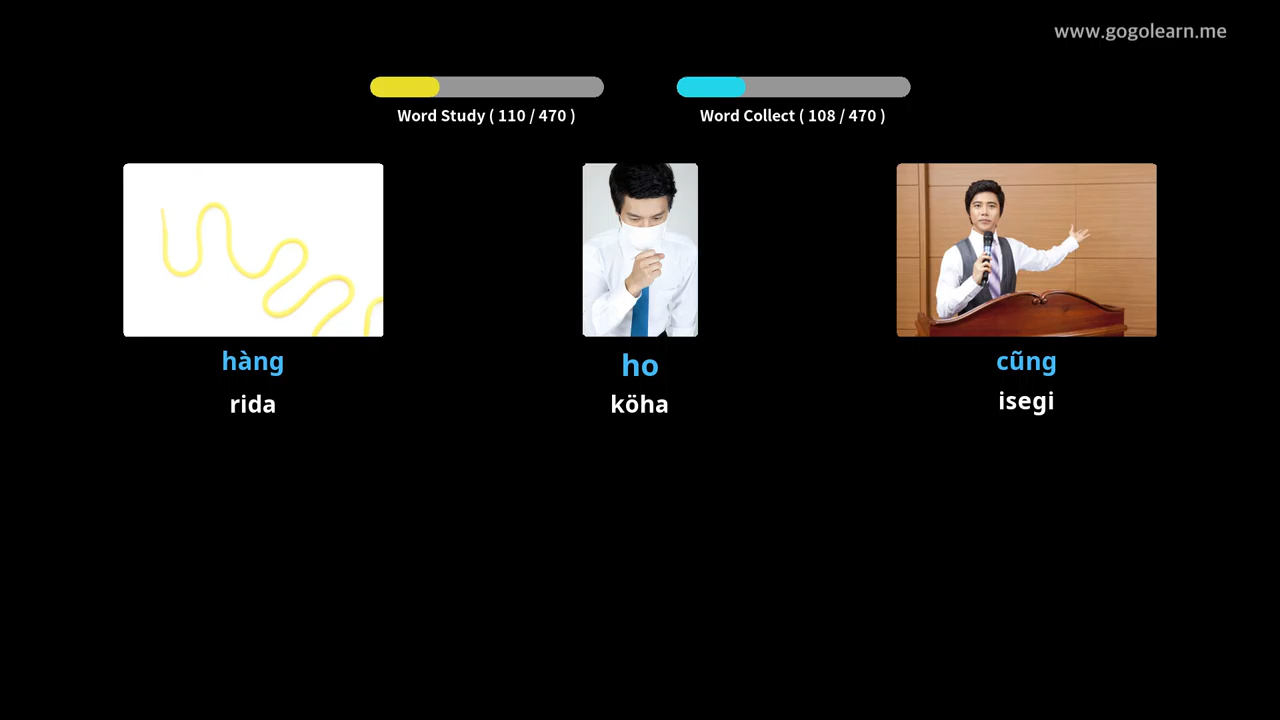 www.gogolearn.me
Word Study ( 110 / 470 )
Word Collect ( 108 / 470 )
hàng
rida
ho
köha
cũng
isegi